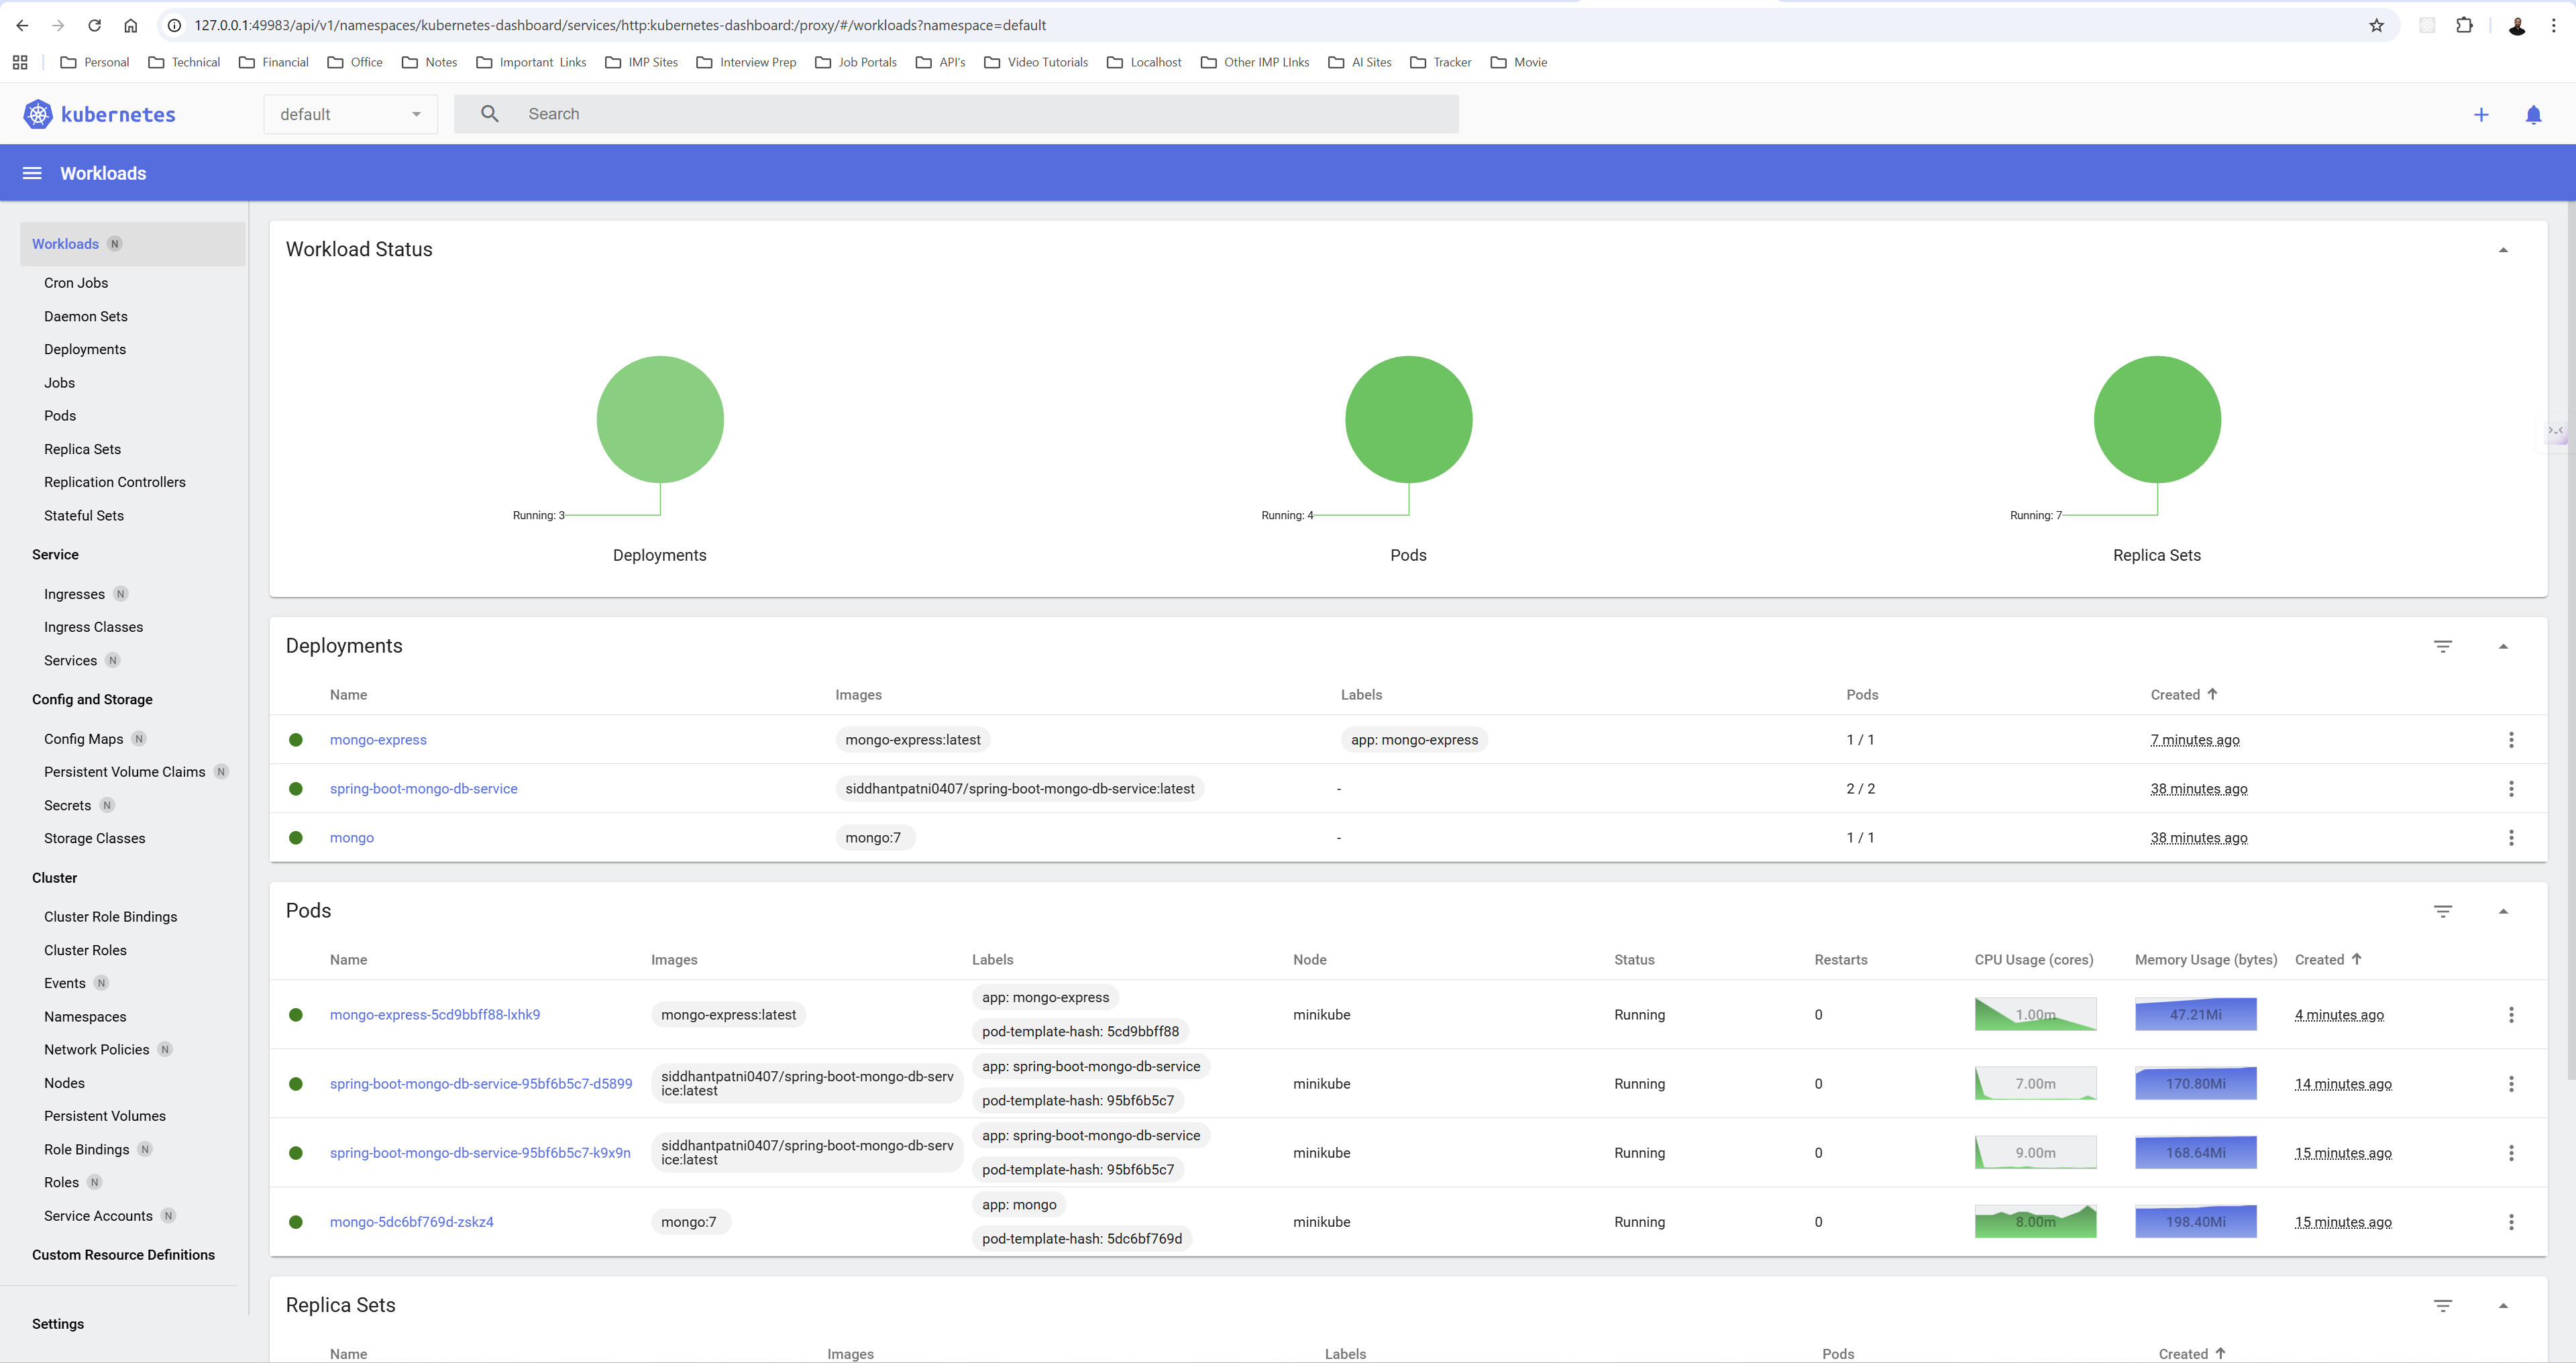 127.0.0.1:49983/api/v1/namespaces/kubernetes-dashboard/services/http:kubernetes-dashboard:/proxy/#/workloads?namespace=default
Personal Technical Financial Office Notes Important Links IMP Sites Interview Prep Job Portals API's Video Tutorials Localhost Other IMP LInks AI Sites Tracker Movie
kubernetes default Search
Workloads
Workloads N
Cron Jobs
Daemon Sets
Deployments
Jobs
Pods
Replica Sets
Replication Controllers
Stateful Sets
Service
Ingresses N
Ingress Classes
Services N
Config and Storage
Config Maps N
Persistent Volume Claims N
Secrets N
Storage Classes
Cluster
Cluster Role Bindings
Cluster Roles
Events N
Namespaces
Network Policies N
Nodes
Persistent Volumes
Role Bindings N
Roles N
Service Accounts N
Custom Resource Definitions
Settings
Workload Status
Running: 3
Deployments
Running: 4
Pods
Running: 7
Replica Sets
Deployments
Name Images Labels Pods Created
mongo-express mongo-express:latest app: mongo-express 1 / 1 7 minutes ago
spring-boot-mongo-db-service siddhantpatni0407/spring-boot-mongo-db-service:latest - 2 / 2 38 minutes ago
mongo mongo:7 - 1 / 1 38 minutes ago
Pods
Name Images Labels Node Status Restarts CPU Usage (cores) Memory Usage (bytes) Created
app: mongo-express
mongo-express-5cd9bbff88-lxhk9 mongo-express:latest minikube Running 0 1.00m 47.21Mi 4 minutes ago
pod-template-hash: 5cd9bbff88
app: spring-boot-mongo-db-service
siddhantpatni0407/spring-boot-mongo-db-serv
spring-boot-mongo-db-service-95bf6b5c7-d5899 minikube Running 0 7.00m 170.80Mi 14 minutes ago
ice:latest
pod-template-hash: 95bf6b5c7
app: spring-boot-mongo-db-service
siddhantpatni0407/spring-boot-mongo-db-serv
spring-boot-mongo-db-service-95bf6b5c7-k9x9n minikube Running 0 9.00m 168.64Mi 15 minutes ago
ice:latest
pod-template-hash: 95bf6b5c7
app: mongo
mongo-5dc6bf769d-zskz4 mongo:7 minikube Running 0 8.00m 198.40Mi 15 minutes ago
pod-template-hash: 5dc6bf769d
Replica Sets
Name Images Labels Pods Created